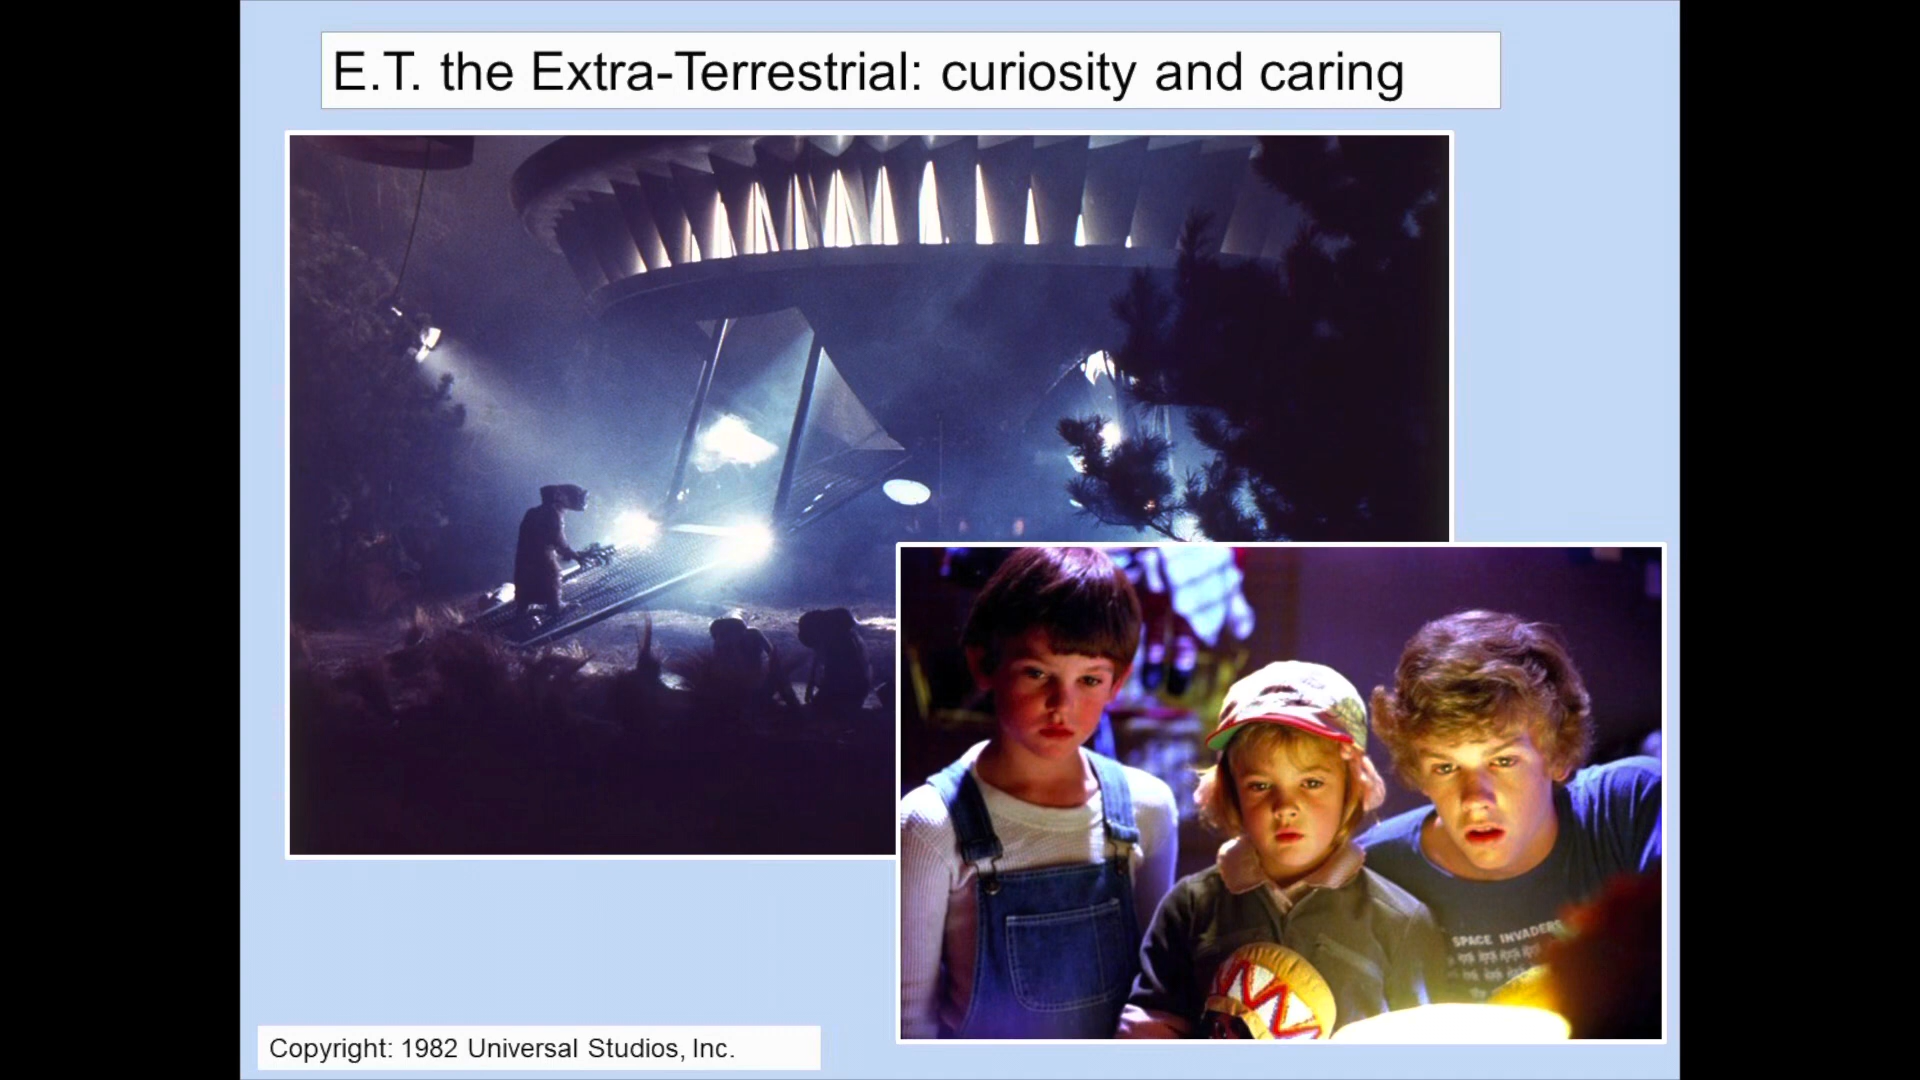 E.T. the Extra-Terrestrial: curiosity and caring
SPACE INVADERS
Copyright: 1982 Universal Studios, Inc.